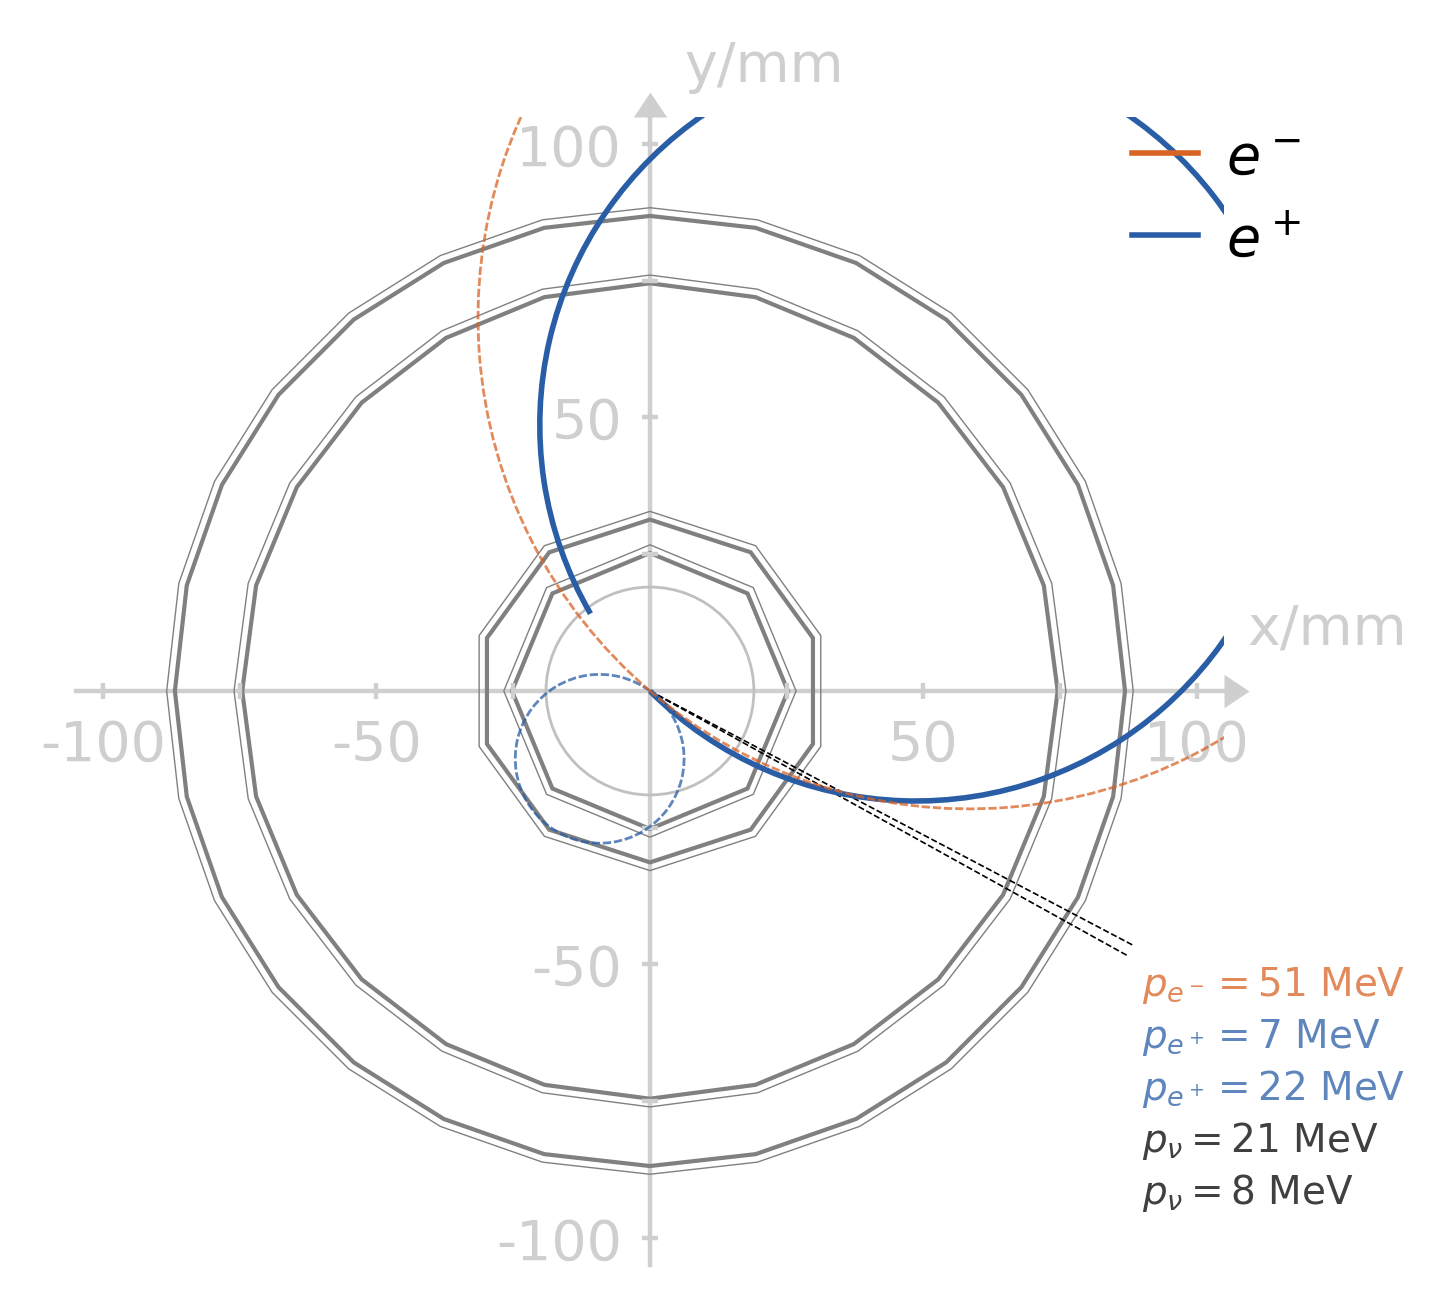 y/mm
100
e⁻
50
e⁺
x/mm
-100 -50 50 100
-50
p_{e⁻} = 51 MeV
p_{e⁺} = 7 MeV
p_{e⁺} = 22 MeV
p_ν = 21 MeV
p_ν = 8 MeV
-100